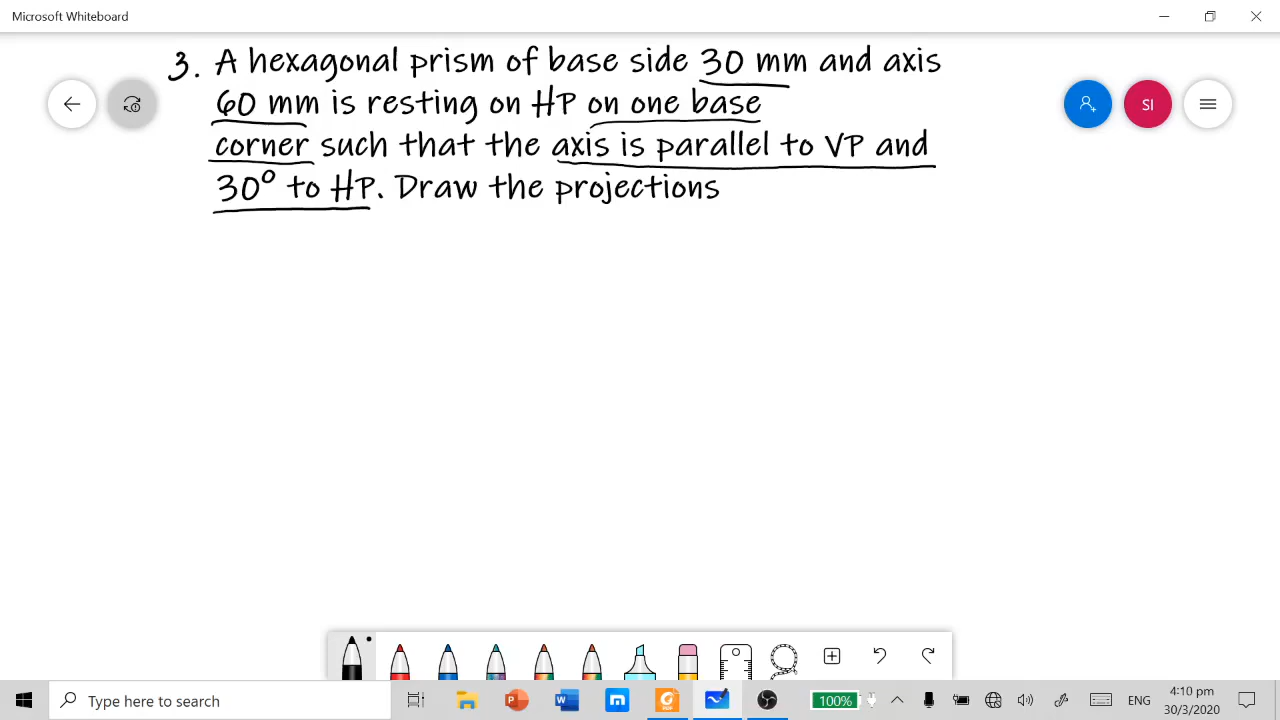 Microsoft Whiteboard
3. A hexagonal prism of base side 30 mm and axis
60 mm is resting on HP on one base
corner such that the axis is parallel to VP and
30° to HP. Draw the projections
SI
Type here to search
100%
ENG
4:10 pm
30/3/2020